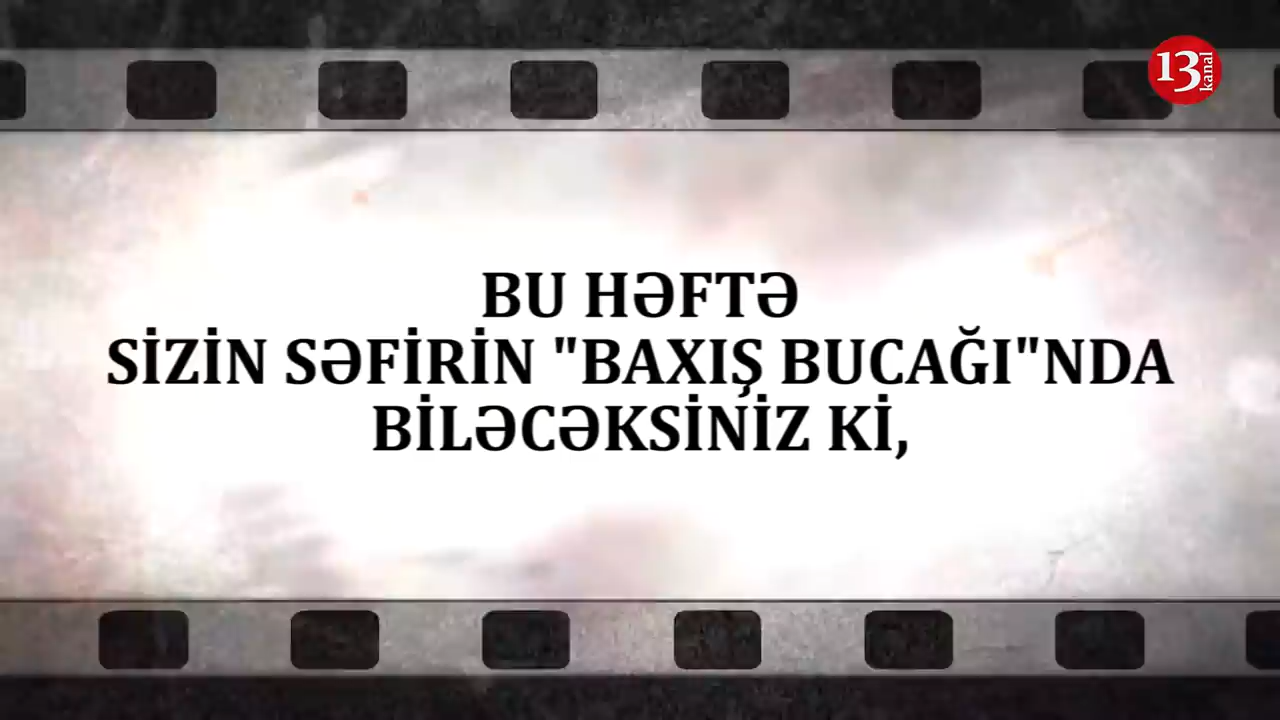 13 kanal
BU HƏFTƏ
SİZİN SƏFİRİN "BAXIŞ BUCAĞI"NDA
BİLƏCƏKSİNİZ Kİ,